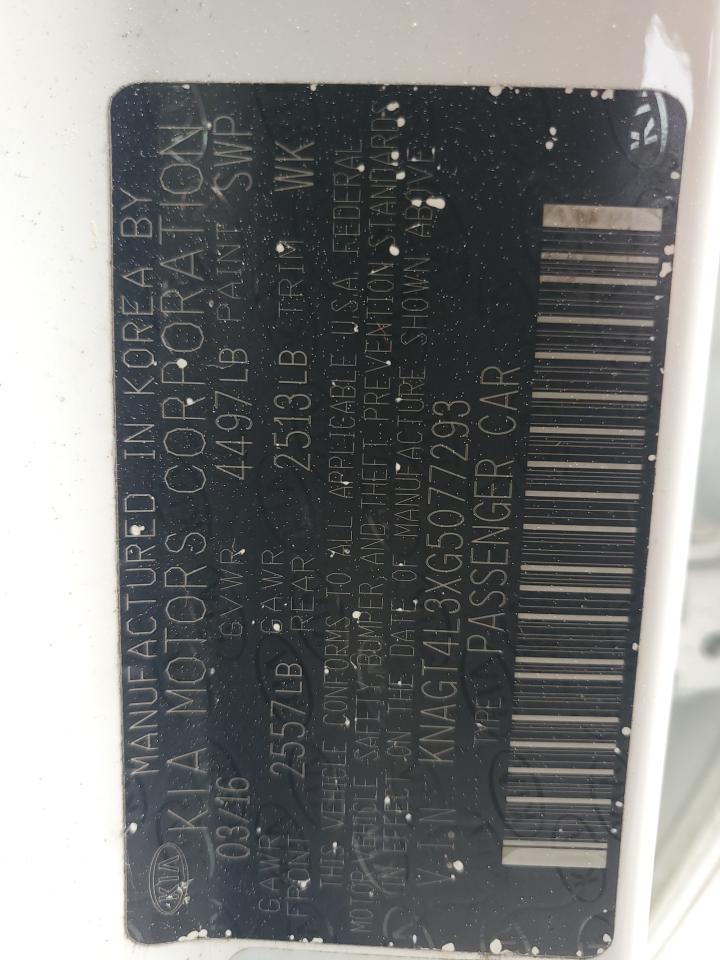 MANUFACTURED IN KOREA BY
KIA KIA MOTORS CORPORATION
03/16 GVWR 4497LB PAINT SWP
GAWR FRONT 2557LB GAWR REAR 2513LB TRIM WK
THIS VEHICLE CONFORMS TO ALL APPLICABLE U.S.A. FEDERAL
MOTOR VEHICLE SAFETY, BUMPER, AND THEFT PREVENTION STANDARDS
IN EFFECT ON THE DATE OF MANUFACTURE SHOWN ABOVE
V.I.N KNAGT4L3XG5077293
TYPE PASSENGER CAR
KIA